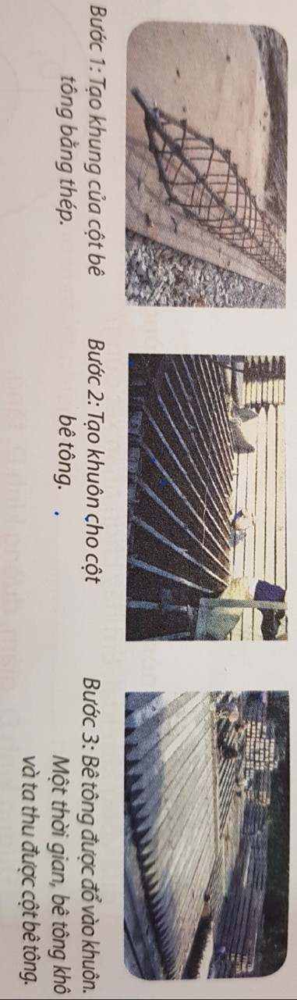 Bước 1: Tạo khung của cột bê
tông bằng thép.
Bước 2: Tạo khuôn cho cột
bê tông.
Bước 3: Bê tông được đổ vào khuôn.
Một thời gian, bê tông khô
và ta thu được cột bê tông.